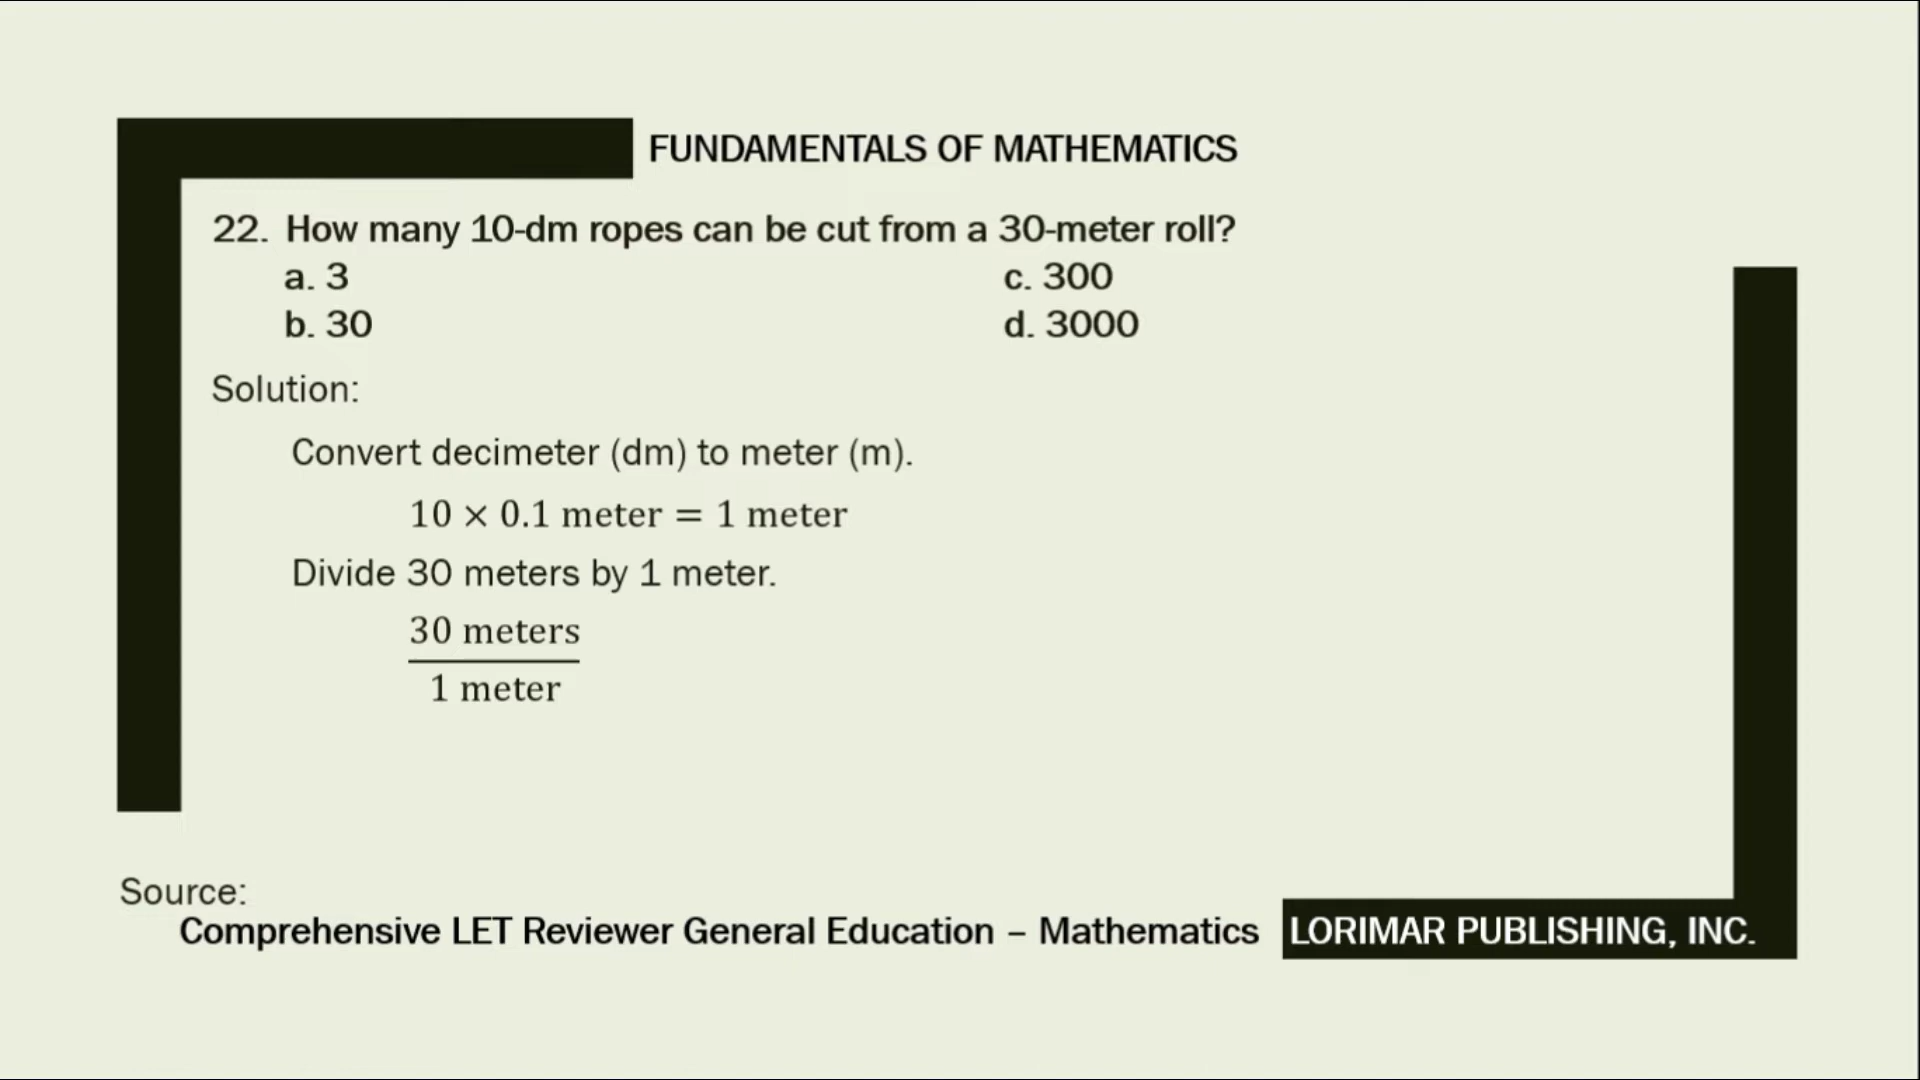 FUNDAMENTALS OF MATHEMATICS
22. How many 10-dm ropes can be cut from a 30-meter roll?
a. 3 c. 300
b. 30 d. 3000
Solution:
Convert decimeter (dm) to meter (m).
10 × 0.1 meter = 1 meter
Divide 30 meters by 1 meter.
30 meters
1 meter
Source:
Comprehensive LET Reviewer General Education – Mathematics LORIMAR PUBLISHING, INC.